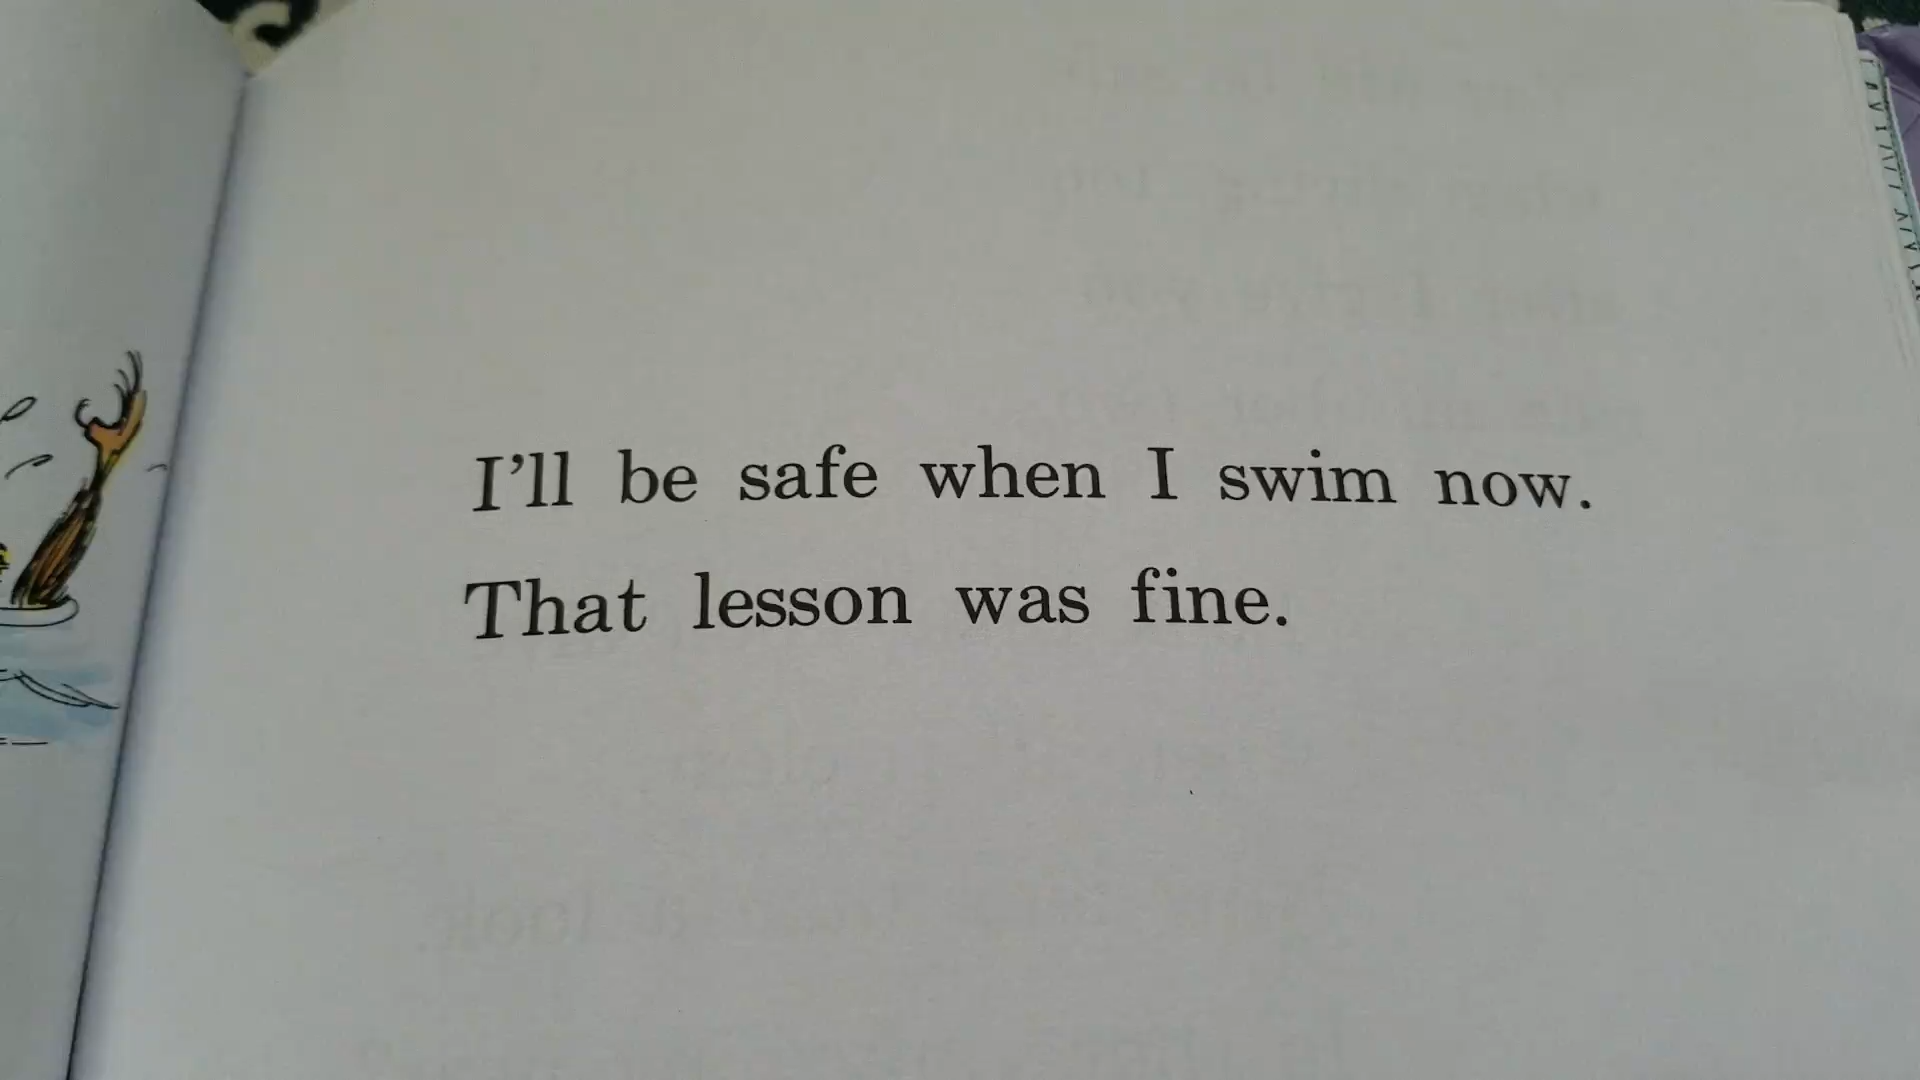 I'll be safe when I swim now.
That lesson was fine.